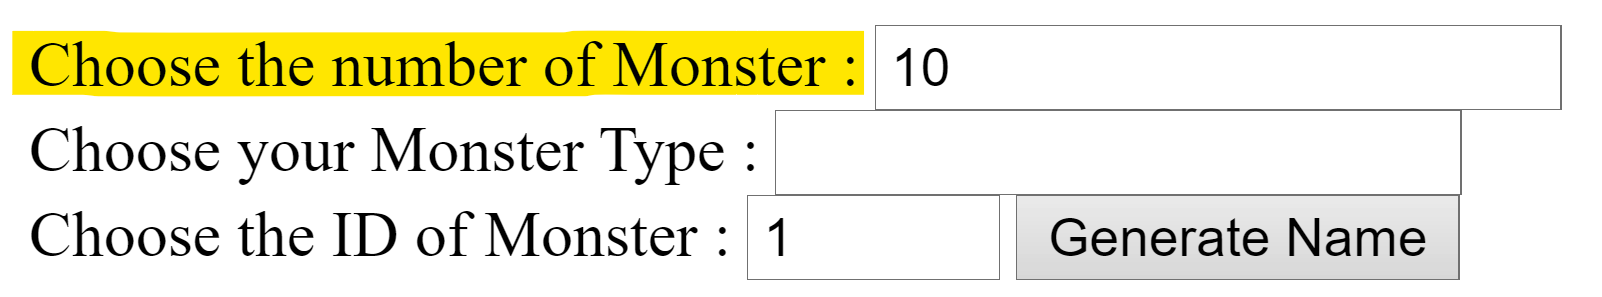 Choose the number of Monster : 10
Choose your Monster Type :
Choose the ID of Monster : 1 Generate Name